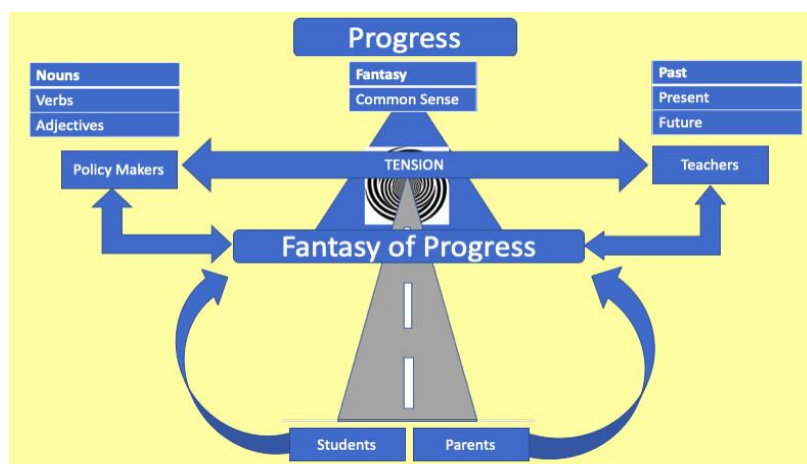 Progress
Nouns
Verbs
Adjectives
Fantasy
Common Sense
Past
Present
Future
Policy Makers
TENSION
Teachers
Fantasy of Progress
Students
Parents